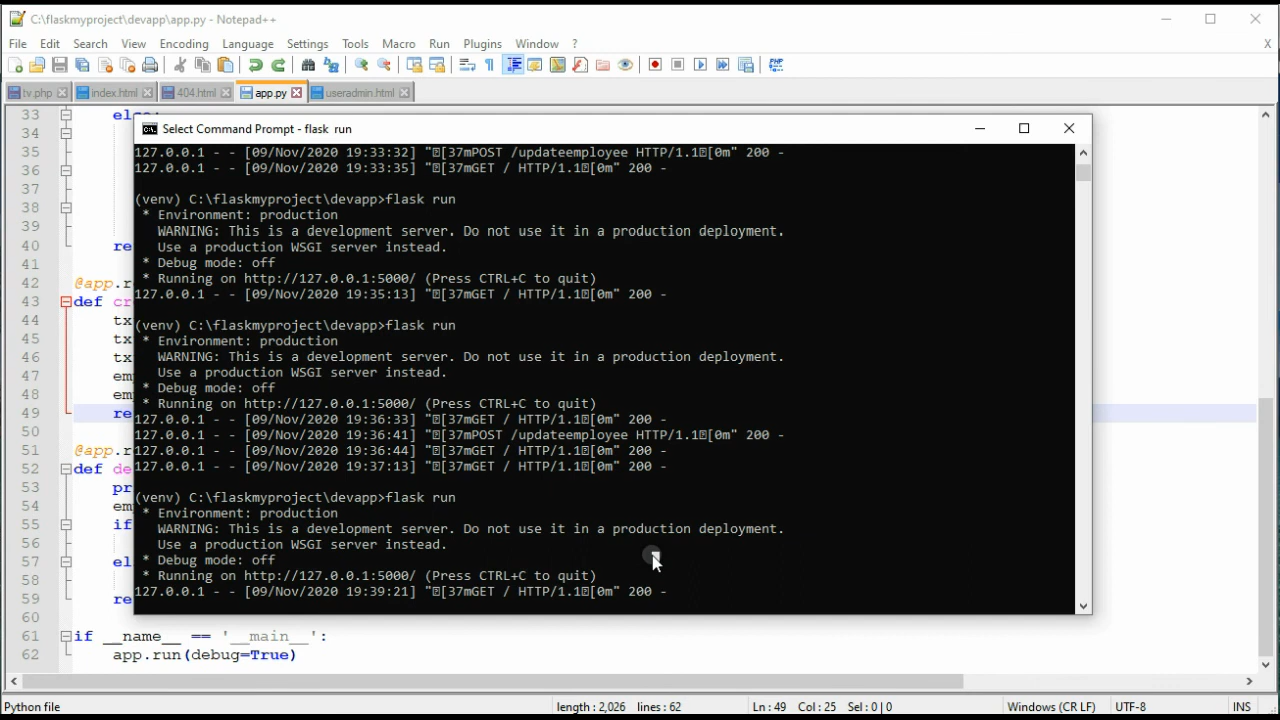 C:\flaskmyproject\devapp\app.py - Notepad++
File Edit Search View Encoding Language Settings Tools Macro Run Plugins Window ? X
tv.php index.html 404.html app.py useradmin.html
Select Command Prompt - flask run
127.0.0.1 - - [09/Nov/2020 19:33:32] "[37mPOST /updateemployee HTTP/1.1[0m" 200 -
127.0.0.1 - - [09/Nov/2020 19:33:35] "[37mGET / HTTP/1.1[0m" 200 -
(venv) C:\flaskmyproject\devapp>flask run
* Environment: production
WARNING: This is a development server. Do not use it in a production deployment.
Use a production WSGI server instead.
* Debug mode: off
* Running on http://127.0.0.1:5000/ (Press CTRL+C to quit)
127.0.0.1 - - [09/Nov/2020 19:35:13] "[37mGET / HTTP/1.1[0m" 200 -
(venv) C:\flaskmyproject\devapp>flask run
* Environment: production
WARNING: This is a development server. Do not use it in a production deployment.
Use a production WSGI server instead.
* Debug mode: off
* Running on http://127.0.0.1:5000/ (Press CTRL+C to quit)
127.0.0.1 - - [09/Nov/2020 19:36:33] "[37mGET / HTTP/1.1[0m" 200 -
127.0.0.1 - - [09/Nov/2020 19:36:41] "[37mPOST /updateemployee HTTP/1.1[0m" 200 -
127.0.0.1 - - [09/Nov/2020 19:36:44] "[37mGET / HTTP/1.1[0m" 200 -
127.0.0.1 - - [09/Nov/2020 19:37:13] "[37mGET / HTTP/1.1[0m" 200 -
(venv) C:\flaskmyproject\devapp>flask run
* Environment: production
WARNING: This is a development server. Do not use it in a production deployment.
Use a production WSGI server instead.
* Debug mode: off
* Running on http://127.0.0.1:5000/ (Press CTRL+C to quit)
127.0.0.1 - - [09/Nov/2020 19:39:21] "[37mGET / HTTP/1.1[0m" 200 -
33 else:
34
35
36
37
38
39
40 re
41
42 @app.r
43 def cr
44 tx
45 tx
46 tx
47 em
48 em
49 re
50
51 @app.r
52 def de
53 pr
54 em
55 if
56
57 el
58
59 re
60
61 if __name__ == '__main__':
62 app.run(debug=True)
Python file length : 2,026 lines : 62 Ln : 49 Col : 25 Sel : 0 | 0 Windows (CR LF) UTF-8 INS